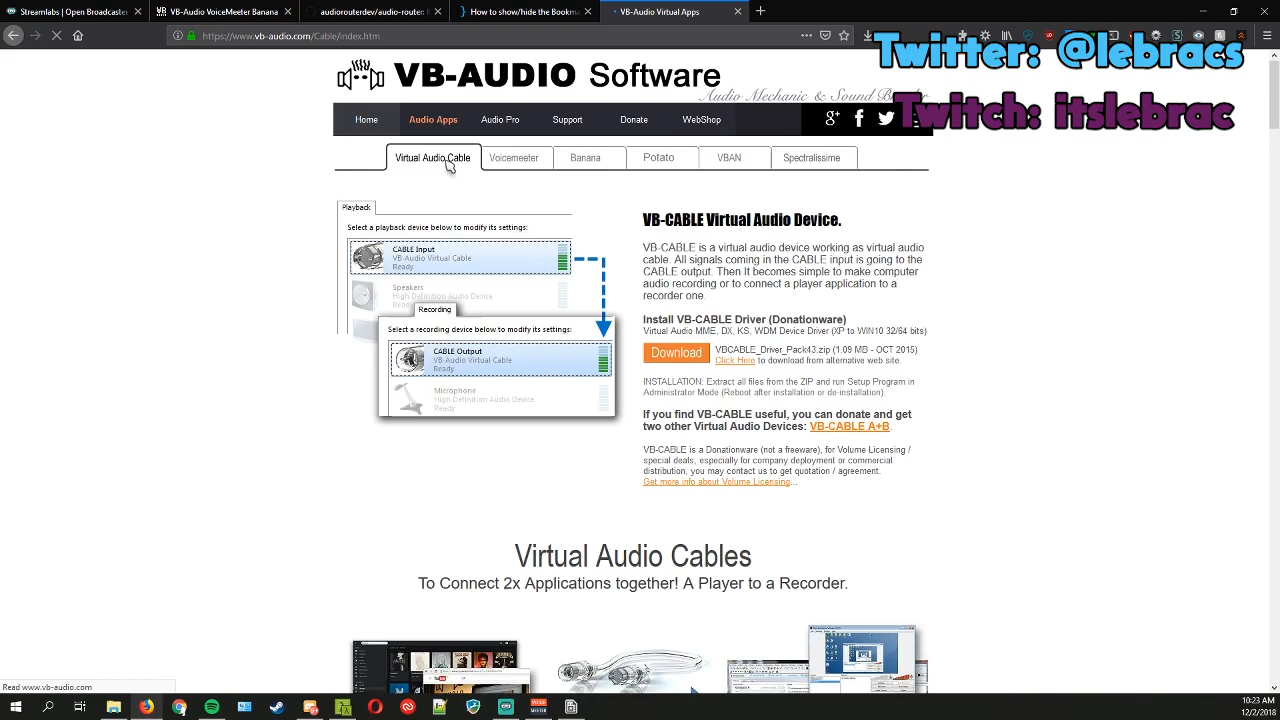 Streamlabs | Open Broadcaster
VB-Audio VoiceMeeter Banana
audiorouterdev/audio-router:
How to show/hide the Bookma
VB-Audio Virtual Apps
https://www.vb-audio.com/Cable/index.htm
Twitter: @lebracs
Twitch: itslebrac
VB-AUDIO Software
Audio Mechanic & Sound
Home
Audio Apps
Audio Pro
Support
Donate
WebShop
Virtual Audio Cable
Voicemeeter
Banana
Potato
VBAN
Spectralissime
Playback
Select a playback device below to modify its settings:
CABLE Input
VB-Audio Virtual Cable
Ready
Speakers
High Definition Audio Device
Recording
Select a recording device below to modify its settings:
CABLE Output
VB-Audio Virtual Cable
Ready
Microphone
High Definition Audio Device
Ready
VB-CABLE Virtual Audio Device.
VB-CABLE is a virtual audio device working as virtual audio
cable. All signals coming in the CABLE input is going to the
CABLE output. Then It becomes simple to make computer
audio recording or to connect a player application to a
recorder one.
Install VB-CABLE Driver (Donationware)
Virtual Audio MME, DX, KS, WDM Device Driver (XP to WIN10 32/64 bits)
Download
VBCABLE_Driver_Pack43.zip (1.09 MB - OCT 2015)
Click Here to download from alternative web site.
INSTALLATION: Extract all files from the ZIP and run Setup Program in
Administrator Mode (Reboot after installation or de-installation).
If you find VB-CABLE useful, you can donate and get
two other Virtual Audio Devices: VB-CABLE A+B.
VB-CABLE is a Donationware (not a freeware), for Volume Licensing /
special deals, especially for company deployment or commercial
distribution, you may contact us to get quotation / agreement.
Get more info about Volume Licensing...
Virtual Audio Cables
To Connect 2x Applications together! A Player to a Recorder.
Read www.vb-audio.com
10:23 AM
12/2/2018